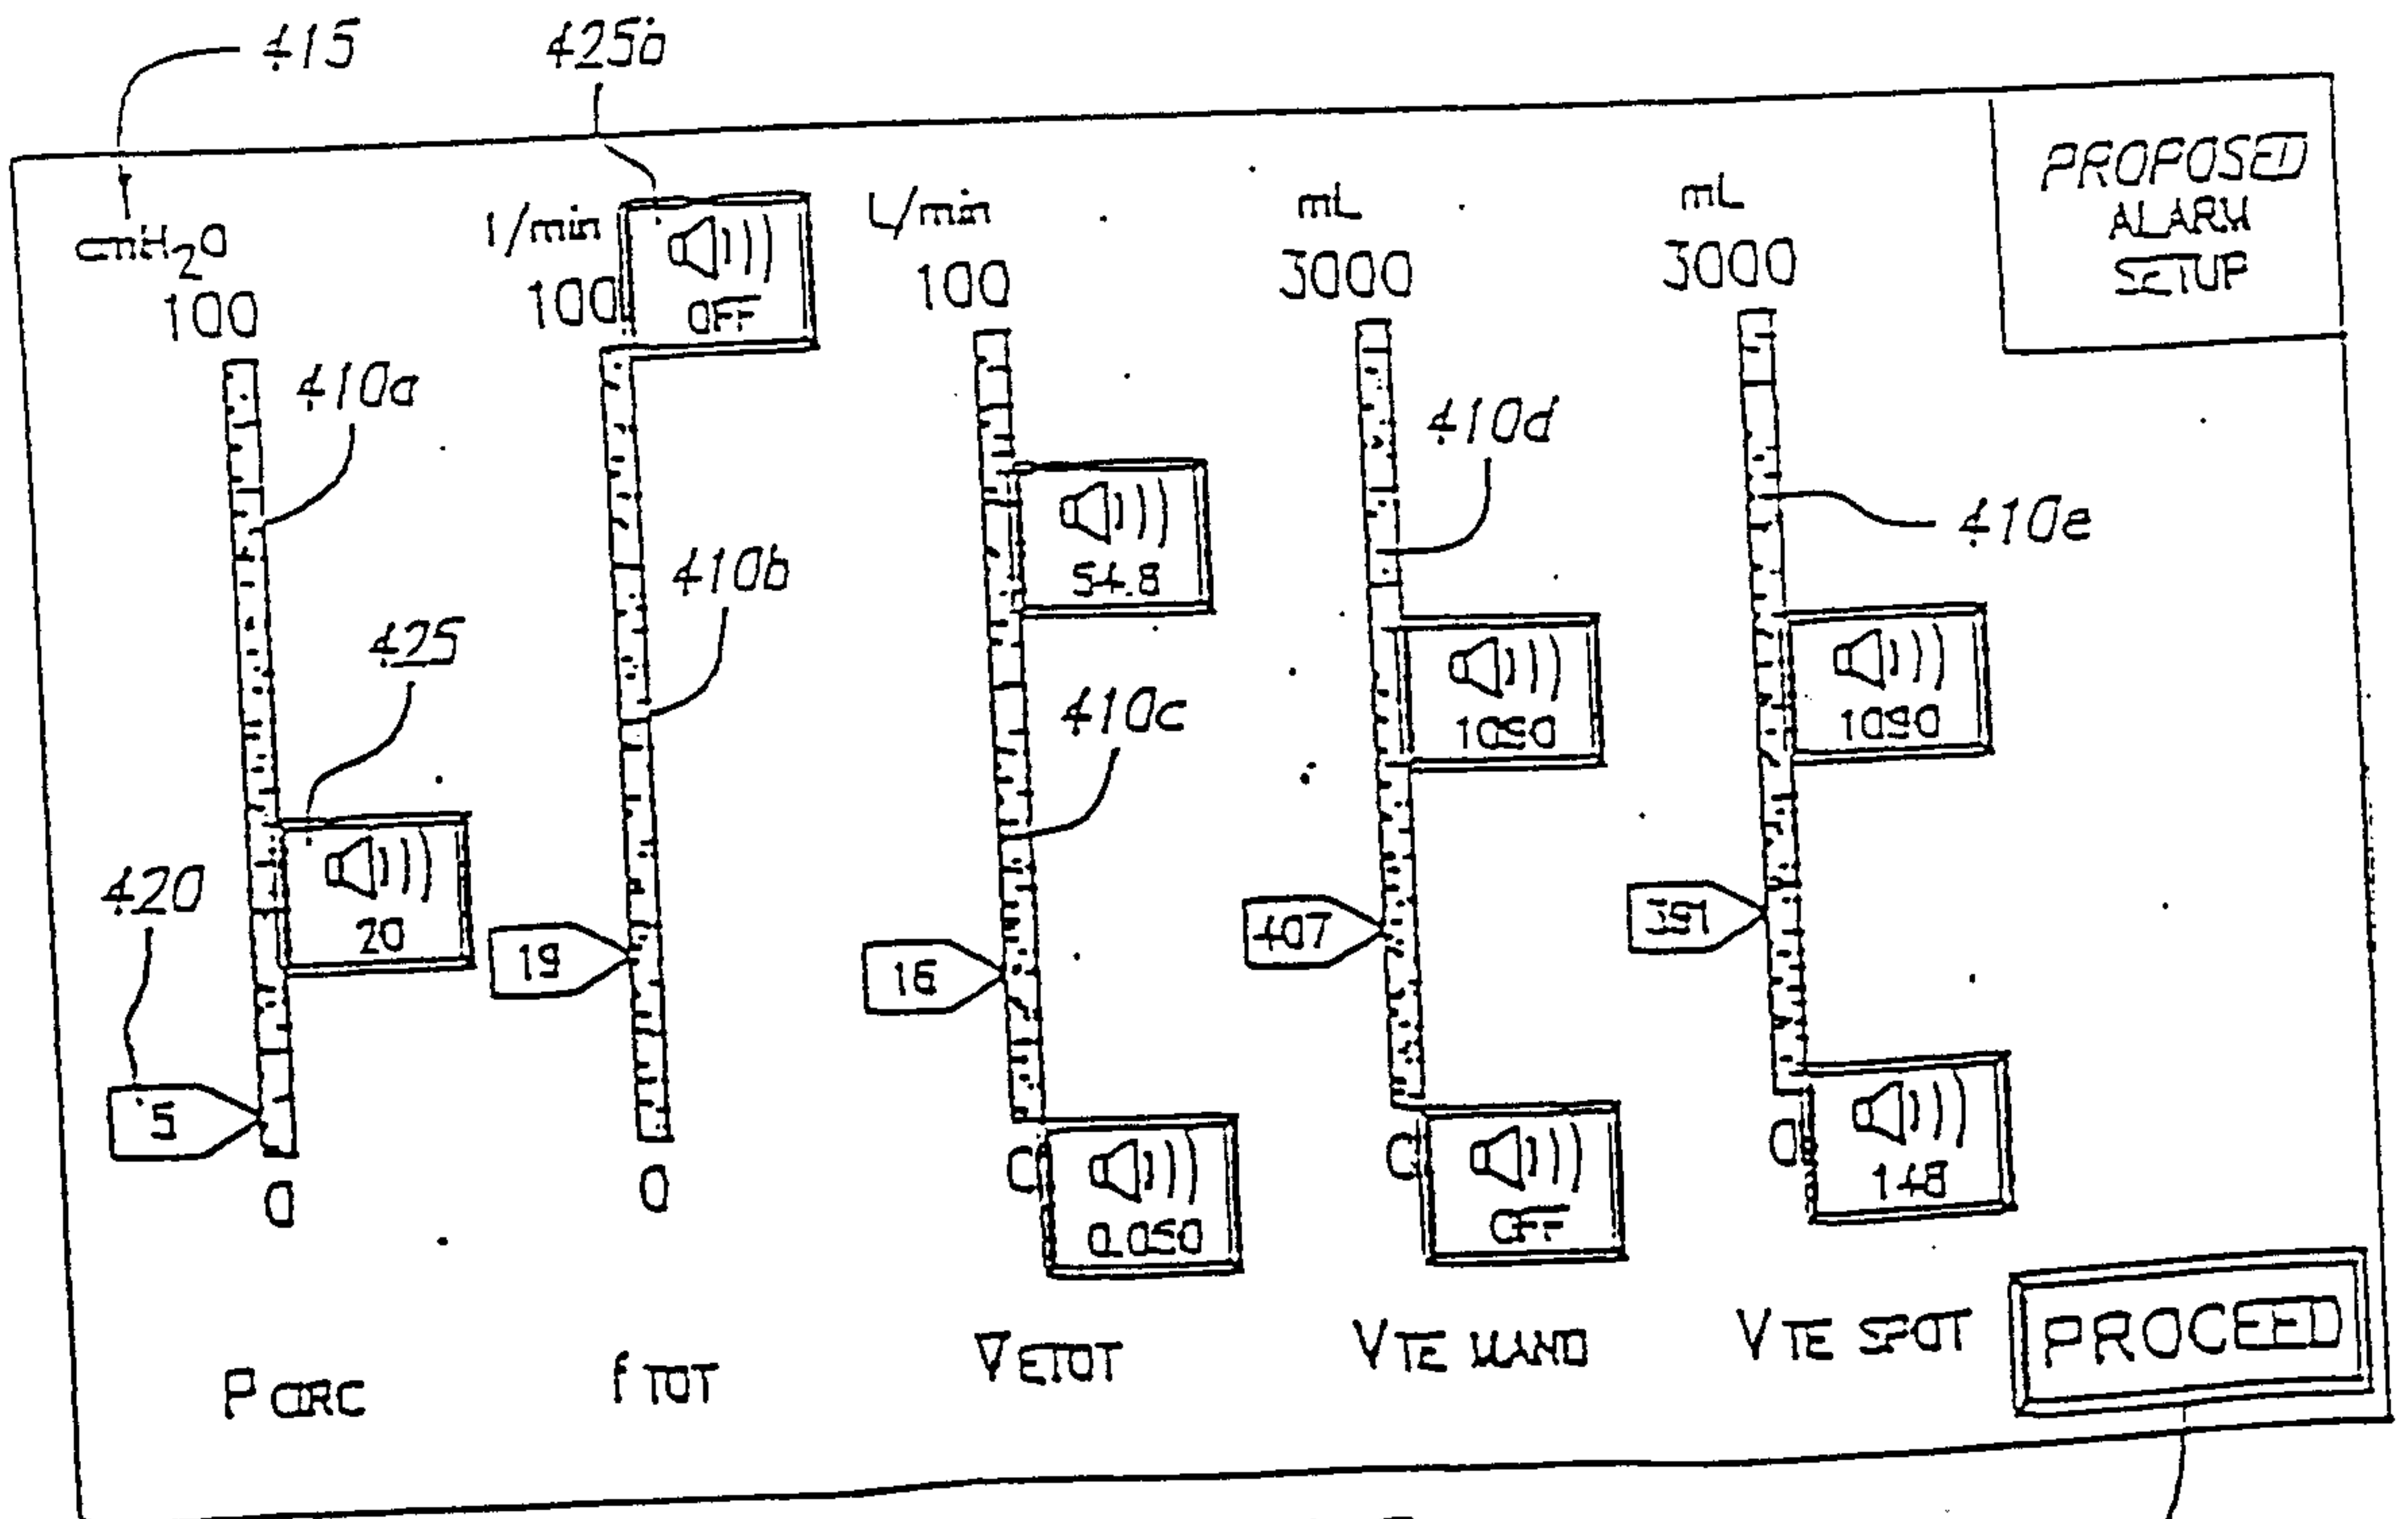 415
425a
PROPOSED
ALARM
SETUP
cmH2O
1/min
L/min
mL
mL
100
100
100
3000
3000
OFF
410a
410d
410e
54.8
410b
425
410c
1090
1090
420
20
19
16
407
391
5
0
0
0
0
0
0.050
OFF
148
P CIRC
f TOT
V ETOT
V TE MAND
V TE SPOT
PROCEED